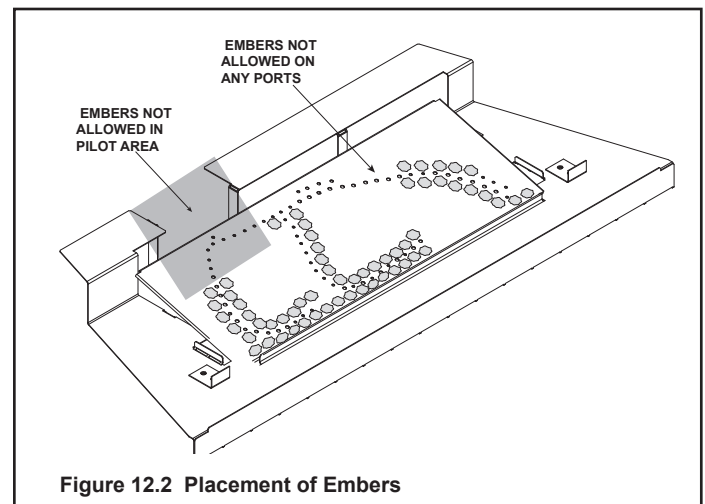 EMBERS NOT
ALLOWED ON
ANY PORTS
EMBERS NOT
ALLOWED IN
PILOT AREA
Figure 12.2 Placement of Embers